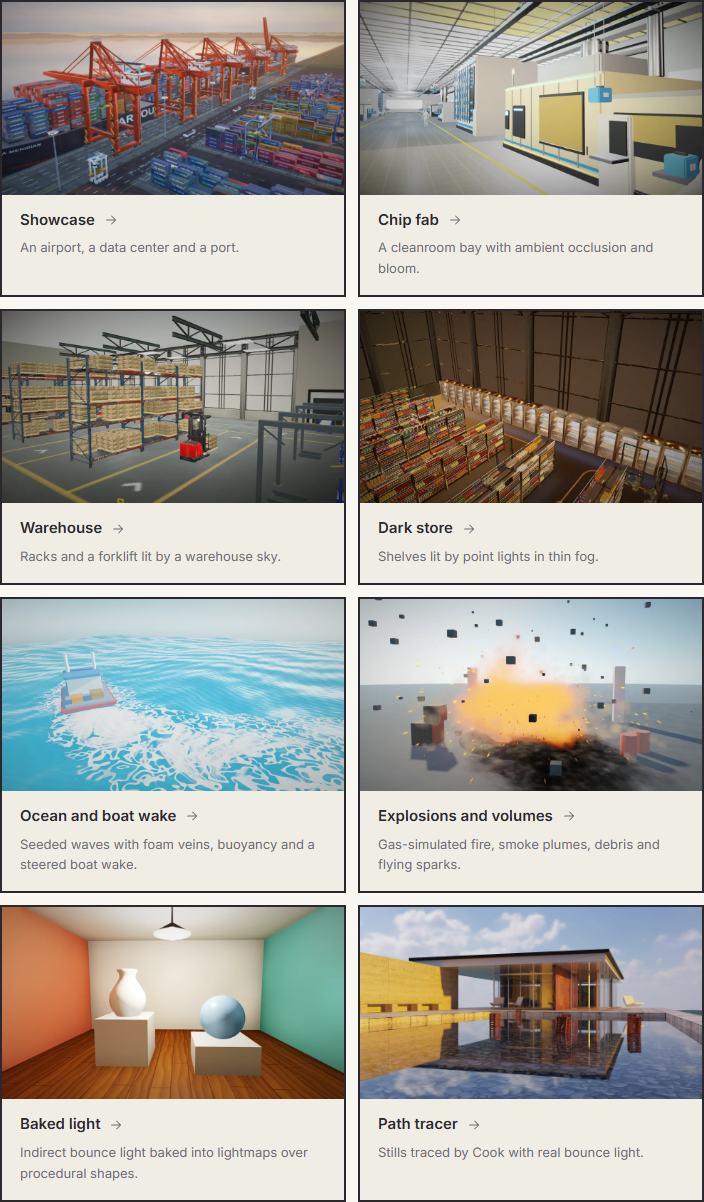 Showcase →
An airport, a data center and a port.
Chip fab →
A cleanroom bay with ambient occlusion and
bloom.
Warehouse →
Racks and a forklift lit by a warehouse sky.
Dark store →
Shelves lit by point lights in thin fog.
Ocean and boat wake →
Seeded waves with foam veins, buoyancy and a
steered boat wake.
Explosions and volumes →
Gas-simulated fire, smoke plumes, debris and
flying sparks.
Baked light →
Indirect bounce light baked into lightmaps over
procedural shapes.
Path tracer →
Stills traced by Cook with real bounce light.